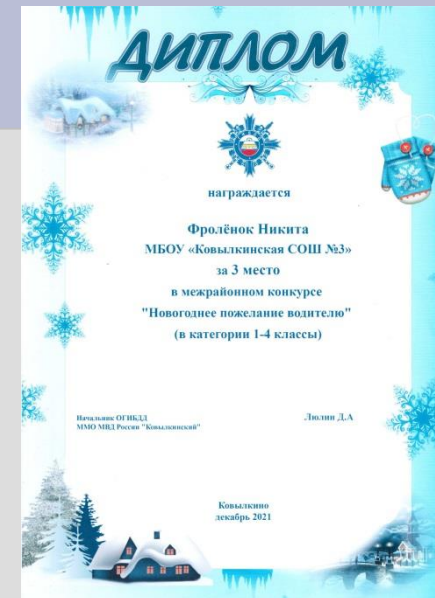 ДИПЛОМ
награждается
Фролёнок Никита
МБОУ «Ковылкинская СОШ №3»
за 3 место
в межрайонном конкурсе
"Новогоднее пожелание водителю"
(в категории 1-4 классы)
Начальник ОГИБДД
ММО МВД России "Ковылкинский"
Люлин Д.А
Ковылкино
декабрь 2021